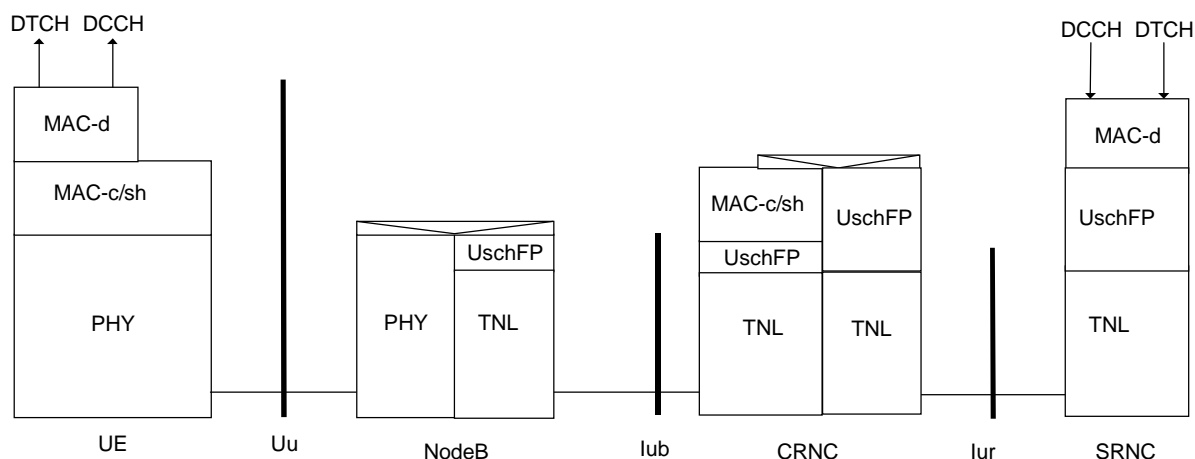 DTCH DCCH
DCCH DTCH
MAC-d
MAC-d
MAC-c/sh
MAC-c/sh
UschFP
UschFP
UschFP
UschFP
PHY
PHY
TNL
TNL
TNL
TNL
UE
Uu
NodeB
Iub
CRNC
Iur
SRNC